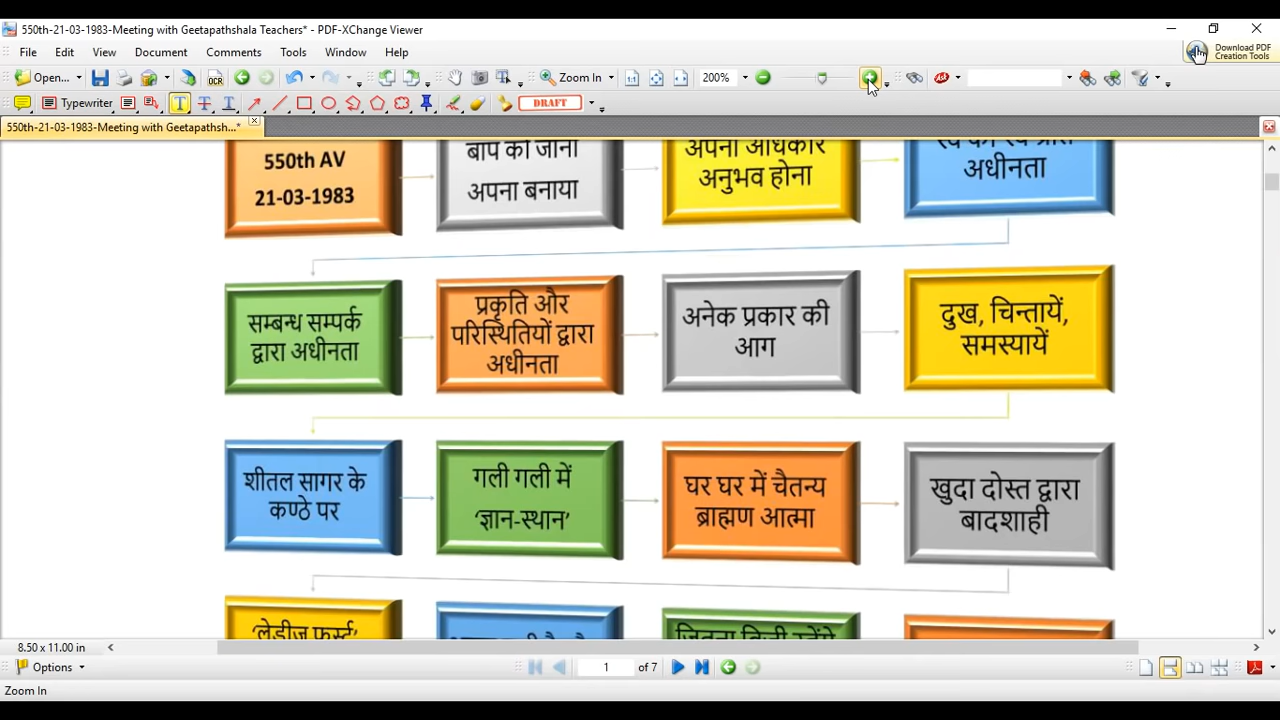 550th-21-03-1983-Meeting with Geetapathshala Teachers* - PDF-XChange Viewer
File Edit View Document Comments Tools Window Help
Download PDF
Creation Tools
Open... OCR Zoom In 200%
Typewriter DRAFT
550th-21-03-1983-Meeting with Geetapathsh...*
550th AV
21-03-1983
बाप को जाना
अपना बनाया
अपना अधिकार
अनुभव होना
अधीनता
सम्बन्ध सम्पर्क
द्वारा अधीनता
प्रकृति और
परिस्थितियों द्वारा
अधीनता
अनेक प्रकार की
आग
दुख, चिन्तायें,
समस्यायें
शीतल सागर के
कण्ठे पर
गली गली में
‘ज्ञान-स्थान’
घर घर में चैतन्य
ब्राह्मण आत्मा
खुदा दोस्त द्वारा
बादशाही
‘लेडीज फर्स्ट’
8.50 x 11.00 in
Options 1 of 7
Zoom In